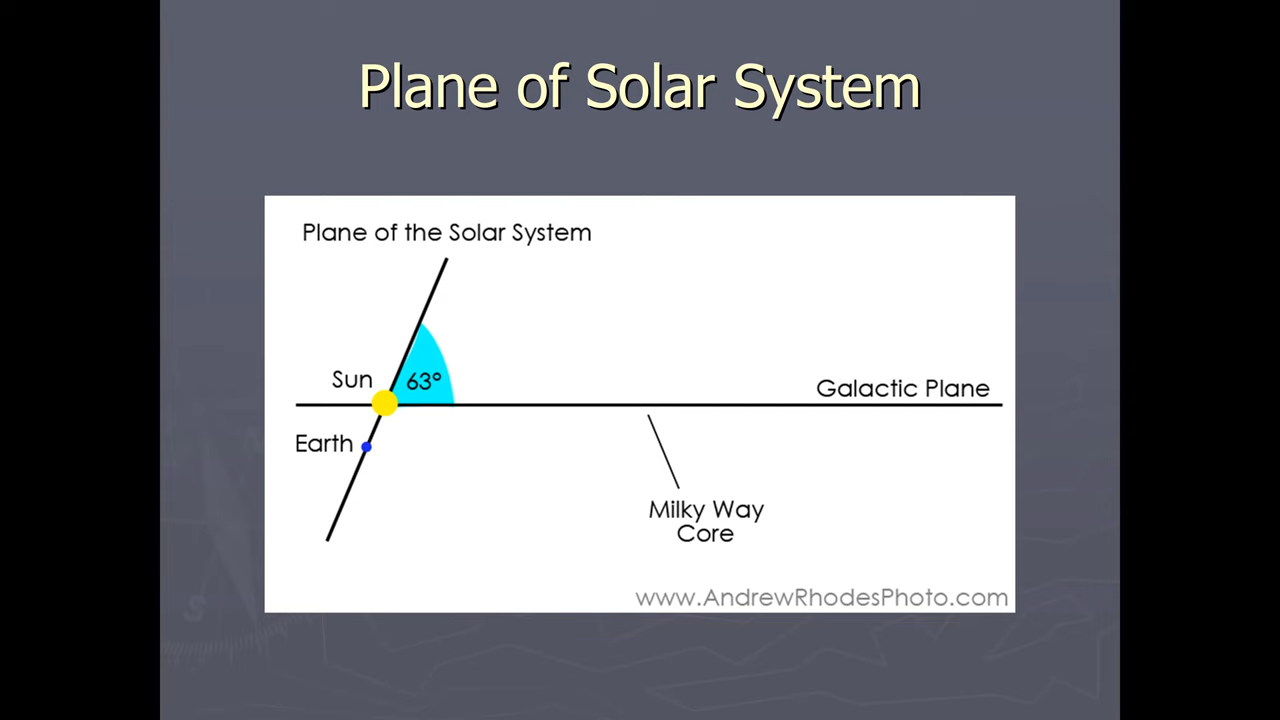 Plane of Solar System
Plane of the Solar System
Sun
63°
Galactic Plane
Earth
Milky Way
Core
www.AndrewRhodesPhoto.com
S